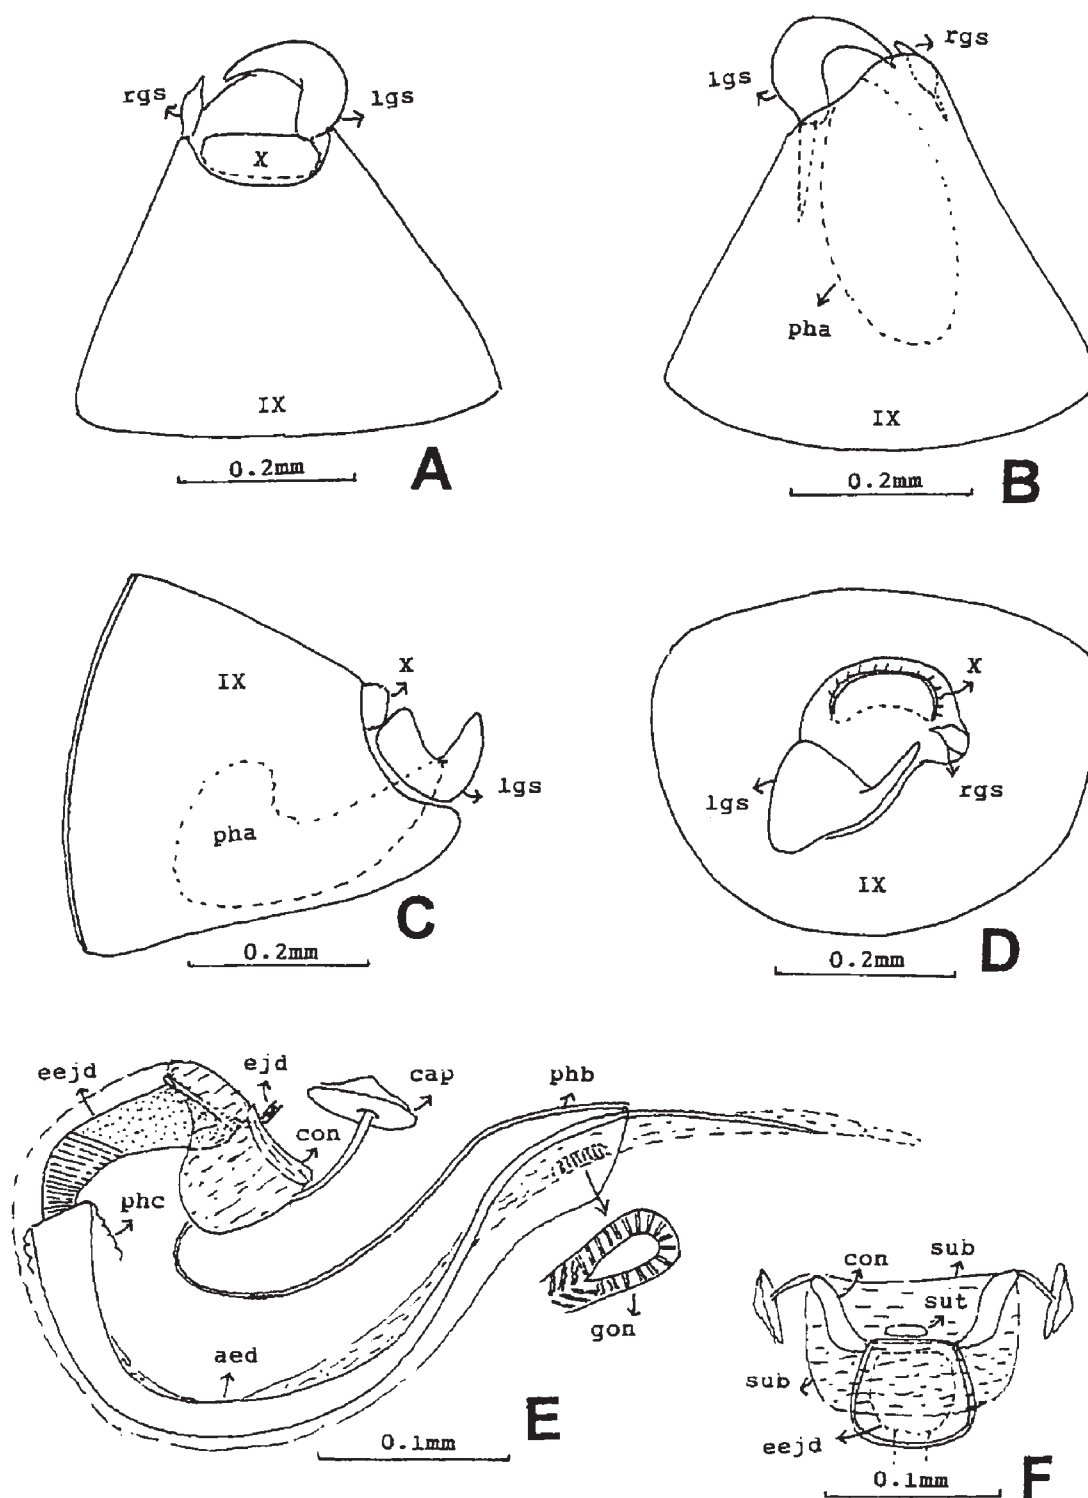 rgs
lgs
X
IX
0.2mm
A
rgs
lgs
pha
IX
0.2mm
B
IX
X
lgs
pha
0.2mm
C
X
lgs
rgs
IX
0.2mm
D
eejd
ejd
cap
phb
con
phc
gon
aed
0.1mm
E
con
sub
sut
sub
eejd
0.1mm
F